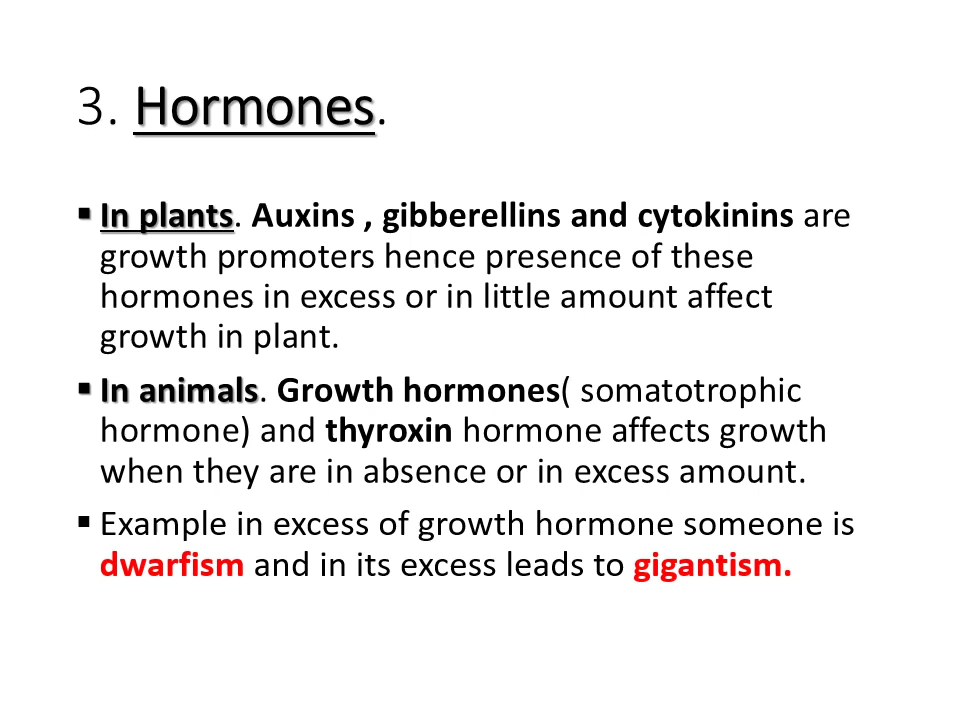 3. Hormones.
▪ In plants. Auxins , gibberellins and cytokinins are
growth promoters hence presence of these
hormones in excess or in little amount affect
growth in plant.
▪ In animals. Growth hormones( somatotrophic
hormone) and thyroxin hormone affects growth
when they are in absence or in excess amount.
▪ Example in excess of growth hormone someone is
dwarfism and in its excess leads to gigantism.